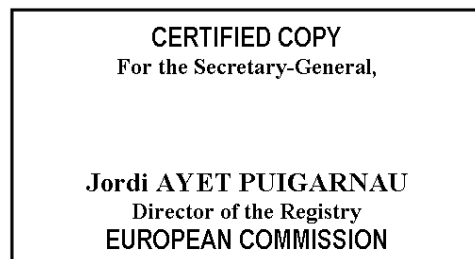 CERTIFIED COPY
For the Secretary-General,
Jordi AYET PUIGARNAU
Director of the Registry
EUROPEAN COMMISSION